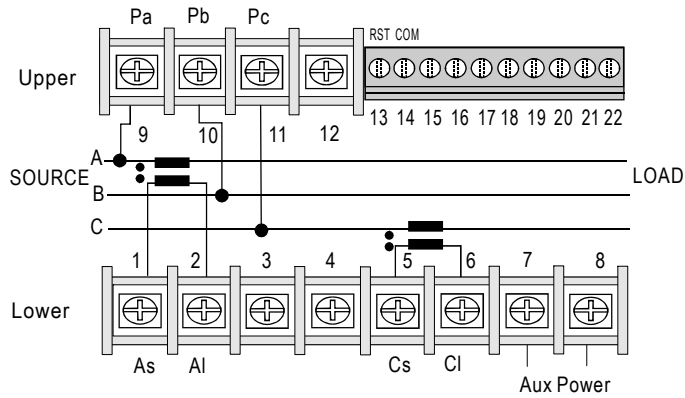 Pa Pb Pc
RST COM
Upper
9 10 11 12
13 14 15 16 17 18 19 20 21 22
A
SOURCE
LOAD
B
C
1 2 3 4 5 6 7 8
Lower
As Al Cs Cl
Aux Power